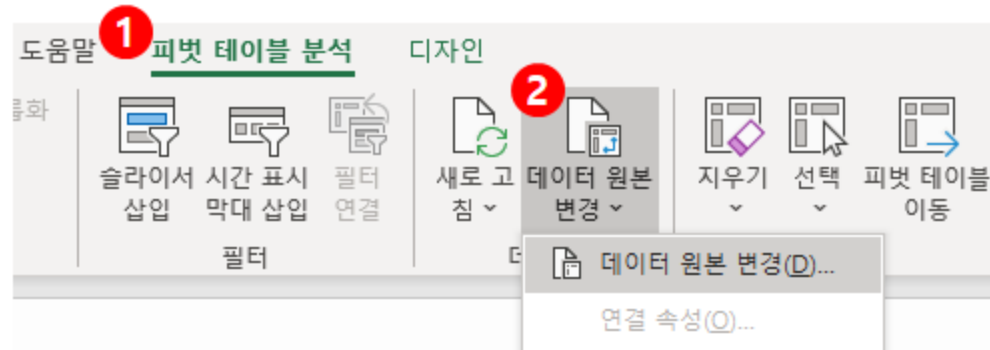 도움말 1 피벗 테이블 분석 디자인
2
슬라이서 시간 표시 필터 새로 고 데이터 원본 지우기 선택 피벗 테이블
삽입 막대 삽입 연결 침 변경 이동
필터
데이터 원본 변경(D)...
연결 속성(O)...